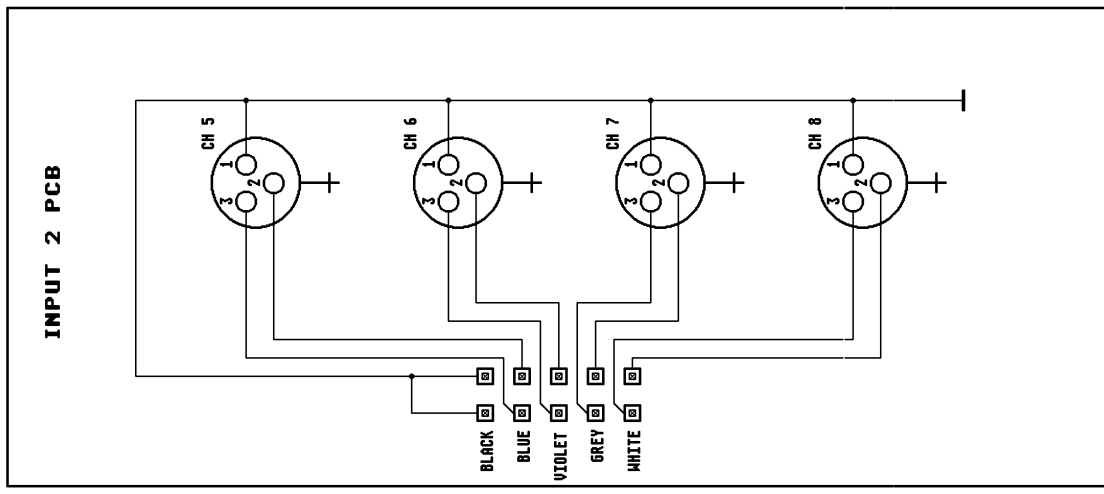 INPUT 2 PCB
CH 5
1
2
3
CH 6
1
2
3
CH 7
1
2
3
CH 8
1
2
3
BLACK
BLUE
VIOLET
GREY
WHITE